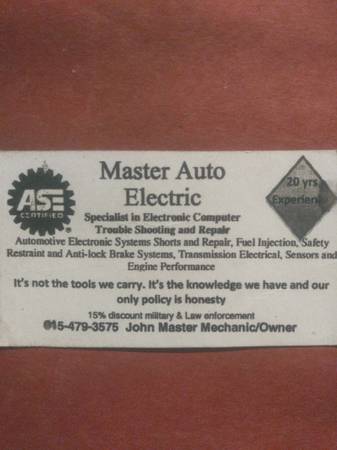 Master Auto
Electric
ASE
CERTIFIED
20 yrs
Experience
Specialist in Electronic Computer
Trouble Shooting and Repair
Automotive Electronic Systems Shorts and Repair, Fuel Injection, Safety
Restraint and Anti-lock Brake Systems, Transmission Electrical, Sensors and
Engine Performance
It's not the tools we carry. It's the knowledge we have and our
only policy is honesty
15% discount military & Law enforcement
615-479-3575 John Master Mechanic/Owner